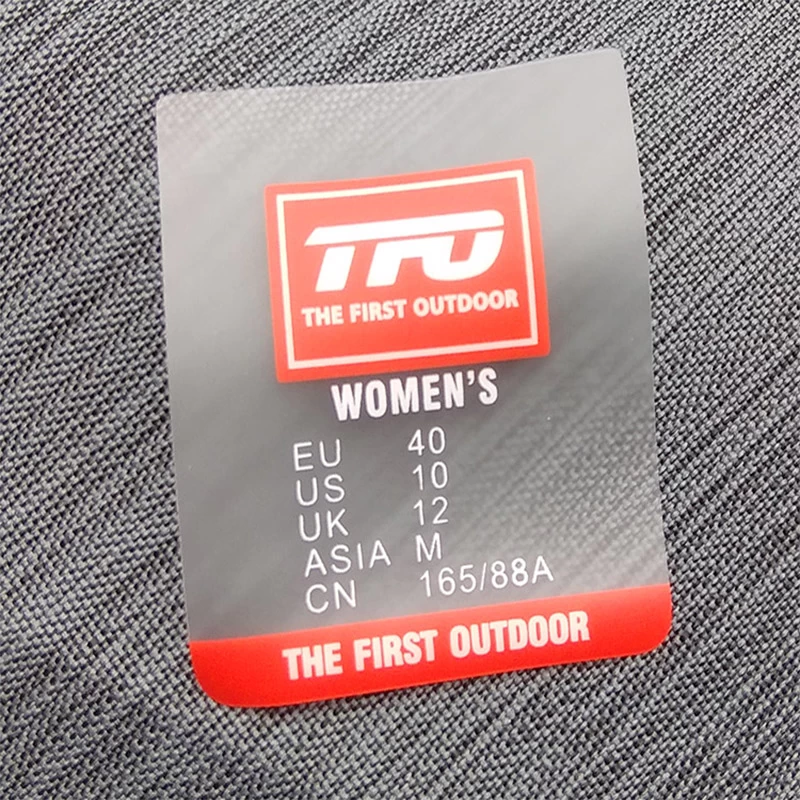 TFO
THE FIRST OUTDOOR
WOMEN'S
EU 40
US 10
UK 12
ASIA M
CN 165/88A
THE FIRST OUTDOOR